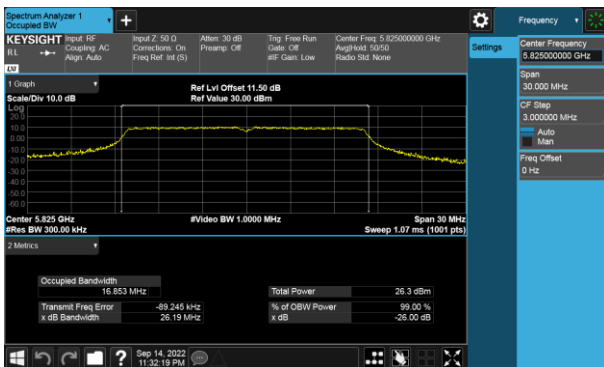 Spectrum Analyzer 1
Occupied BW
Frequency
KEYSIGHT
RL
Input: RF
Coupling: AC
Align: Auto
Input Z: 50 Ω
Corrections: On
Freq Ref: Int (S)
Atten: 30 dB
Preamp: Off
Trig: Free Run
Gate: Off
#IF Gain: Low
Center Freq: 5.825000000 GHz
Avg|Hold: 50/50
Radio Std: None
Settings
Center Frequency
5.825000000 GHz
Span
30.000 MHz
CF Step
3.000000 MHz
Auto
Man
Freq Offset
0 Hz
1 Graph
Scale/Div 10.0 dB
Ref Lvl Offset 11.50 dB
Ref Value 30.00 dBm
Log
20.0
10.0
0.00
-10.0
-20.0
-30.0
-40.0
-50.0
-60.0
Center 5.825 GHz
#Res BW 300.00 kHz
#Video BW 1.0000 MHz
Span 30 MHz
Sweep 1.07 ms (1001 pts)
2 Metrics
Occupied Bandwidth
16.853 MHz
Transmit Freq Error -89.245 kHz
x dB Bandwidth 26.19 MHz
Total Power 26.3 dBm
% of OBW Power 99.00 %
x dB -26.00 dB
?
Sep 14, 2022
11:32:19 PM